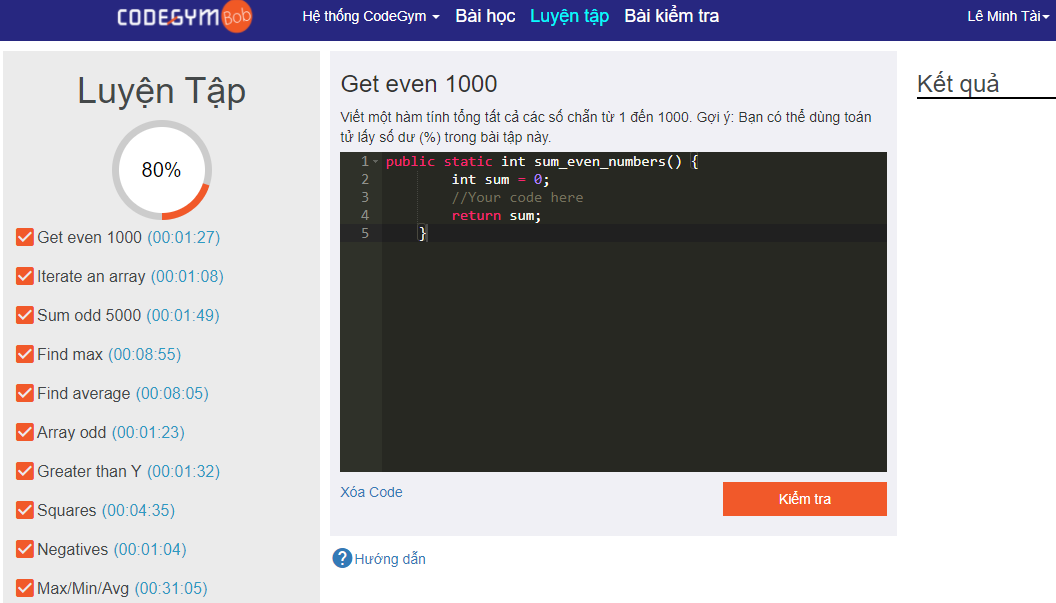 CODEGYM Bob
Hệ thống CodeGym
Bài học
Luyện tập
Bài kiểm tra
Lê Minh Tài
Luyện Tập
80%
Get even 1000 (00:01:27)
Iterate an array (00:01:08)
Sum odd 5000 (00:01:49)
Find max (00:08:55)
Find average (00:08:05)
Array odd (00:01:23)
Greater than Y (00:01:32)
Squares (00:04:35)
Negatives (00:01:04)
Max/Min/Avg (00:31:05)
Get even 1000
Viết một hàm tính tổng tất cả các số chẵn từ 1 đến 1000. Gợi ý: Bạn có thể dùng toán
tử lấy số dư (%) trong bài tập này.
1 public static int sum_even_numbers() {
2 int sum = 0;
3 //Your code here
4 return sum;
5 }
Xóa Code
Kiểm tra
? Hướng dẫn
Kết quả